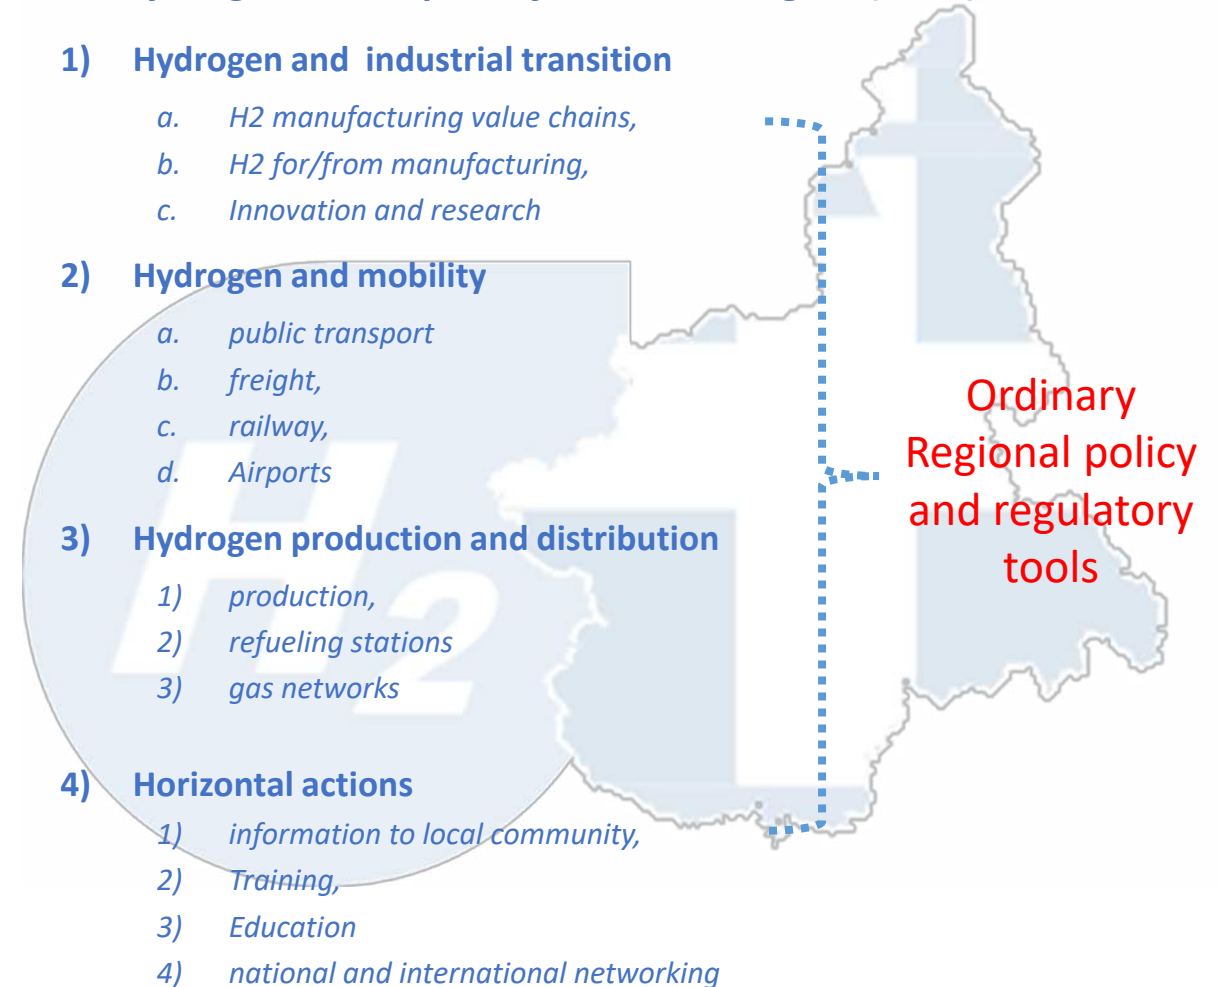 1) Hydrogen and industrial transition
a. H2 manufacturing value chains,
b. H2 for/from manufacturing,
c. Innovation and research
2) Hydrogen and mobility
a. public transport
b. freight,
c. railway,
d. Airports
3) Hydrogen production and distribution
1) production,
2) refueling stations
3) gas networks
4) Horizontal actions
1) information to local community,
2) Training,
3) Education
4) national and international networking
Ordinary
Regional policy
and regulatory
tools
H2